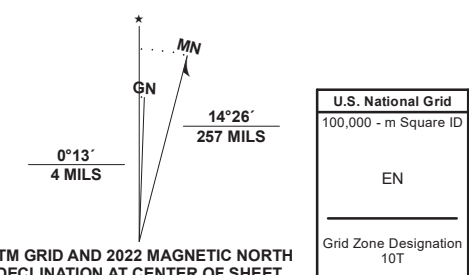 MN
GN
14°26´
257 MILS
0°13´
4 MILS
TM GRID AND 2022 MAGNETIC NORTH
DECLINATION AT CENTER OF SHEET
U.S. National Grid
100,000 - m Square ID
EN
Grid Zone Designation
10T